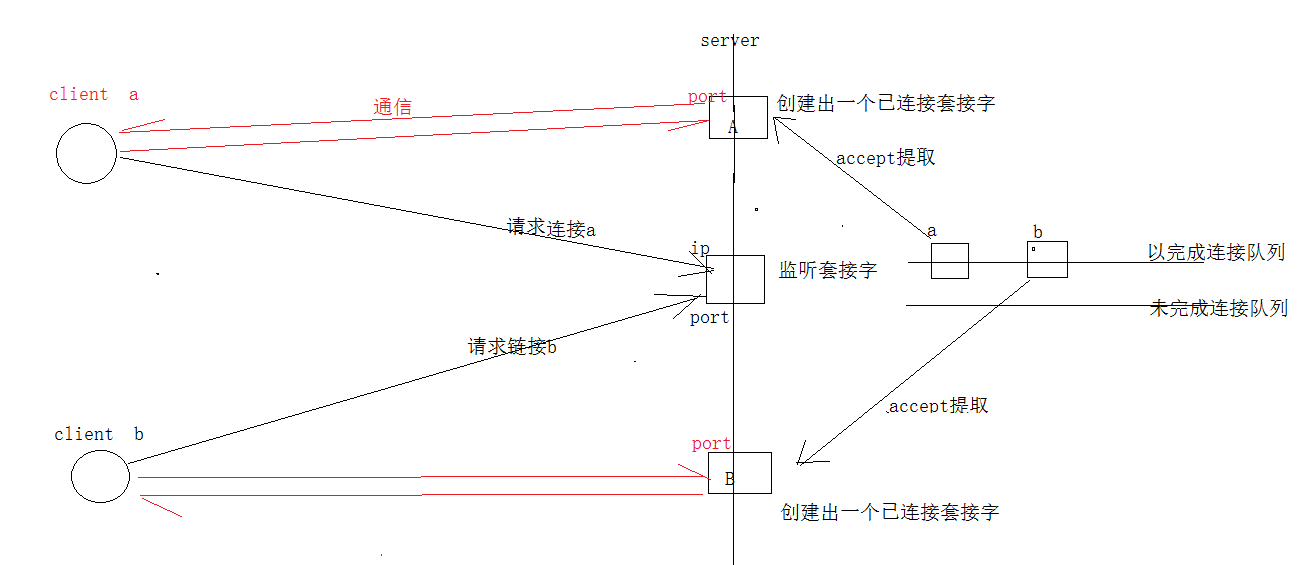 server
client a
port
通信
创建出一个已连接套接字
A
accept提取
请求连接a
ip
a
b
以完成连接队列
监听套接字
port
未完成连接队列
请求链接b
accept提取
client b
port
B
创建出一个已连接套接字